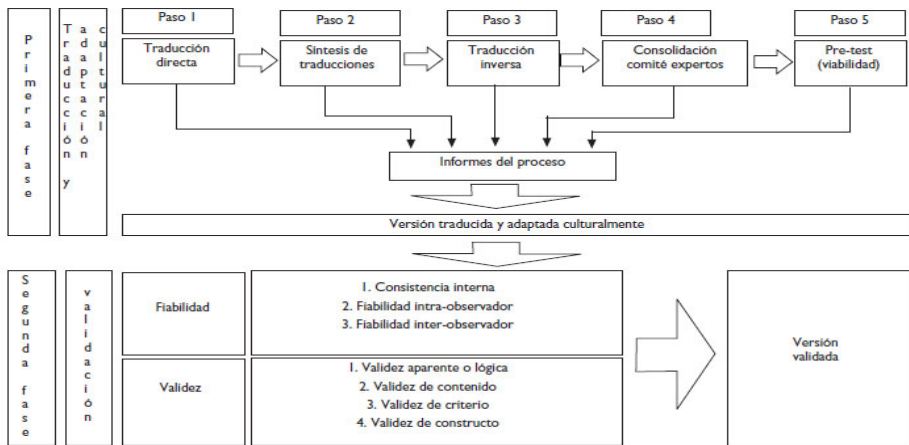 Primera fase
Traducción y
adaptación
cultural
Paso 1
Paso 2
Paso 3
Paso 4
Paso 5
Traducción
directa
Síntesis de
traducciones
Traducción
inversa
Consolidación
comité expertos
Pre-test
(viabilidad)
Informes del proceso
Versión traducida y adaptada culturalmente
Segunda fase
validación
Fiabilidad
1. Consistencia interna
2. Fiabilidad intra-observador
3. Fiabilidad inter-observador
Validez
1. Validez aparente o lógica
2. Validez de contenido
3. Validez de criterio
4. Validez de constructo
Versión
validada